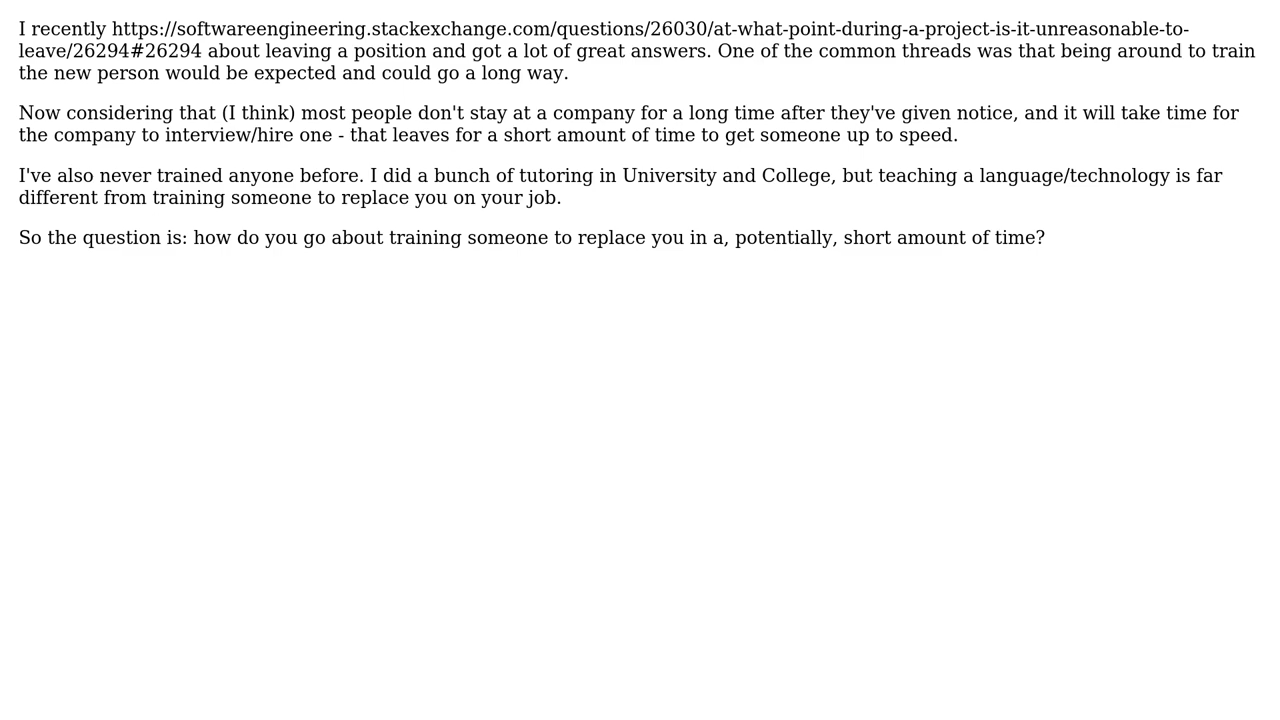 I recently https://softwareengineering.stackexchange.com/questions/26030/at-what-point-during-a-project-is-it-unreasonable-to-
leave/26294#26294 about leaving a position and got a lot of great answers. One of the common threads was that being around to train
the new person would be expected and could go a long way.
Now considering that (I think) most people don't stay at a company for a long time after they've given notice, and it will take time for
the company to interview/hire one - that leaves for a short amount of time to get someone up to speed.
I've also never trained anyone before. I did a bunch of tutoring in University and College, but teaching a language/technology is far
different from training someone to replace you on your job.
So the question is: how do you go about training someone to replace you in a, potentially, short amount of time?